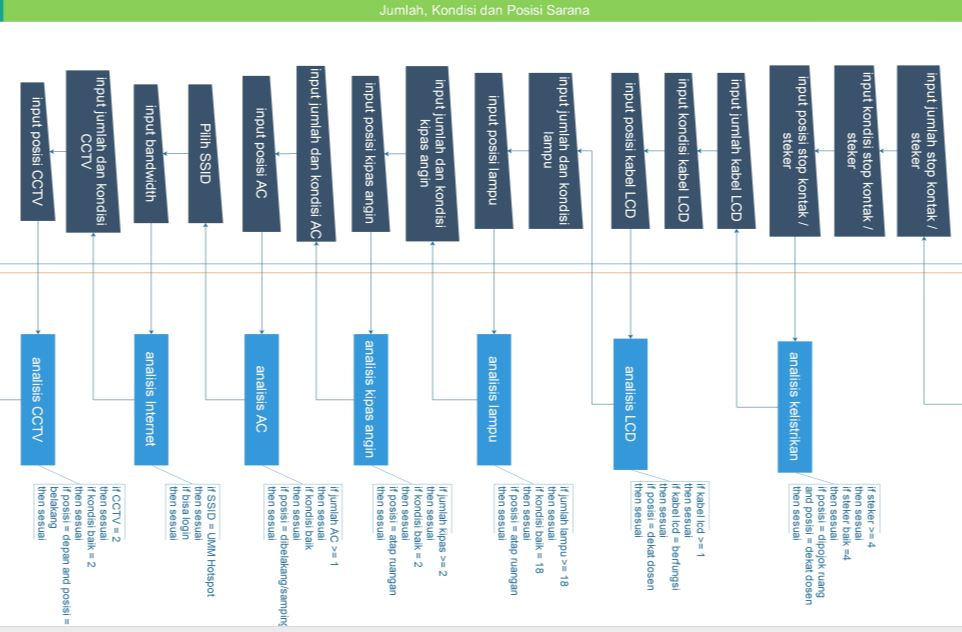 Jumlah, Kondisi dan Posisi Sarana
input jumlah stop kontak /
steker
input kondisi stop kontak /
steker
input posisi stop kontak /
steker
input jumlah kabel LCD
input kondisi kabel LCD
input posisi kabel LCD
input jumlah dan kondisi
lampu
input posisi lampu
input jumlah dan kondisi
kipas angin
input posisi kipas angin
input jumlah dan kondisi AC
input posisi AC
Pilih SSID
input bandwidth
input jumlah dan kondisi
CCTV
input posisi CCTV
analisis kelistrikan
analisis LCD
analisis lampu
analisis kipas angin
analisis AC
analisis Internet
analisis CCTV
if steker >= 4
then sesuai
if steker baik =4
then sesuai
if posisi = dipojok ruang
and posisi = dekat dosen
if kabel lcd >= 1
then sesuai
if kabel lcd = berfungsi
then sesuai
if posisi = dekat dosen
then sesuai
if jumlah lampu >= 18
then sesuai
if kondisi baik = 18
then sesuai
if posisi = atap ruangan
then sesuai
if jumlah kipas >= 2
then sesuai
if kondisi baik = 2
then sesuai
if posisi = atap ruangan
then sesuai
if jumlah AC >= 1
then sesuai
if kondisi baik
then sesuai
if posisi = dibelakang/samping
then sesuai
if SSID = UMM Hotspot
then sesuai
if bisa login
then sesuai
if CCTV = 2
then sesuai
if kondisi baik = 2
then sesuai
if posisi = depan and posisi =
belakang
then sesuai